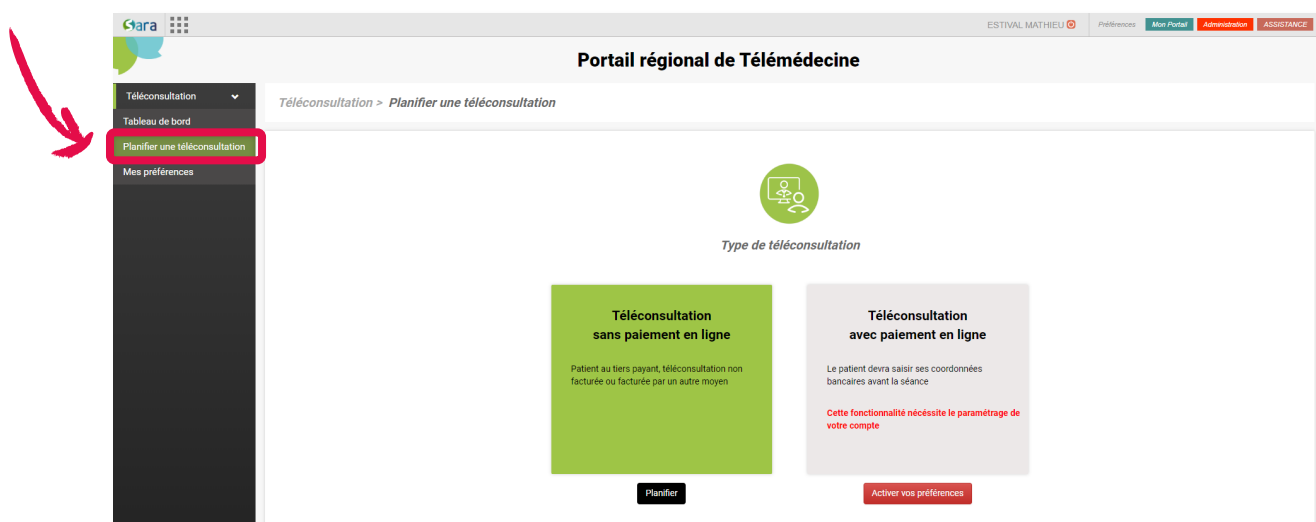 Sara
ESTIVAL MATHIEU
Préférences
Mon Portail
Administration
ASSISTANCE
Portail régional de Télémédecine
Téléconsultation
Téléconsultation > Planifier une téléconsultation
Tableau de bord
Planifier une téléconsultation
Mes préférences
Type de téléconsultation
Téléconsultation
sans paiement en ligne
Patient au tiers payant, téléconsultation non
facturée ou facturée par un autre moyen
Planifier
Téléconsultation
avec paiement en ligne
Le patient devra saisir ses coordonnées
bancaires avant la séance
Cette fonctionnalité nécéssite le paramétrage de
votre compte
Activer vos préférences